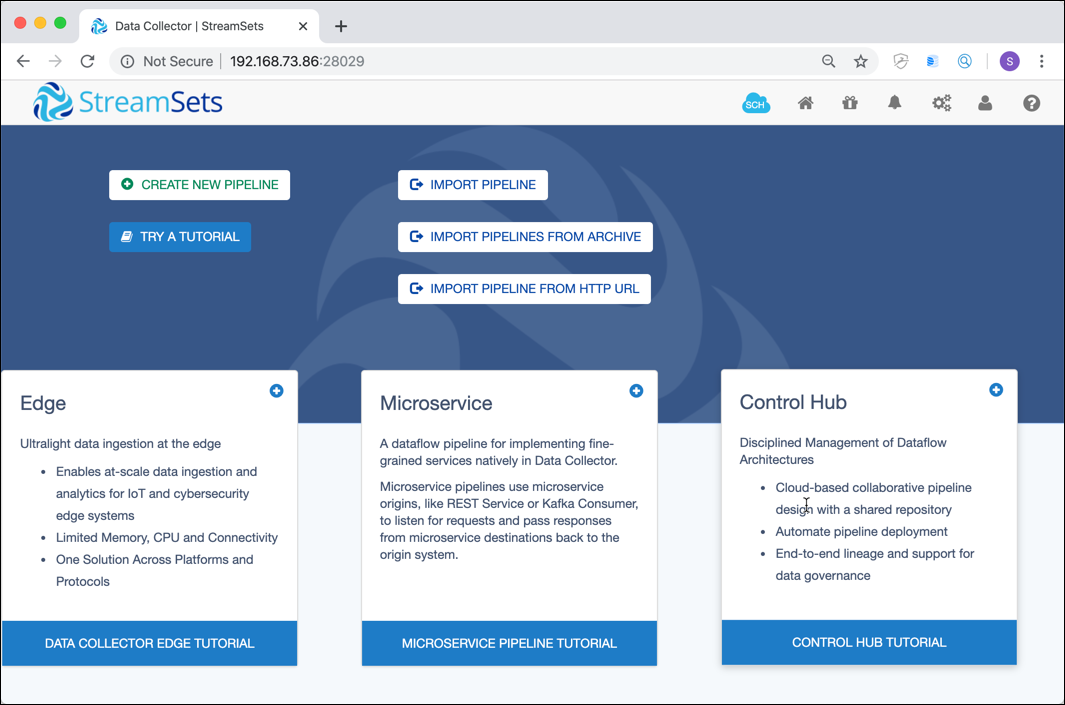 Data Collector | StreamSets
Not Secure 192.168.73.86:28029
S
StreamSets
SCH
CREATE NEW PIPELINE
TRY A TUTORIAL
IMPORT PIPELINE
IMPORT PIPELINES FROM ARCHIVE
IMPORT PIPELINE FROM HTTP URL
Edge
Ultralight data ingestion at the edge
• Enables at-scale data ingestion and
analytics for IoT and cybersecurity
edge systems
• Limited Memory, CPU and Connectivity
• One Solution Across Platforms and
Protocols
DATA COLLECTOR EDGE TUTORIAL
Microservice
A dataflow pipeline for implementing fine-
grained services natively in Data Collector.
Microservice pipelines use microservice
origins, like REST Service or Kafka Consumer,
to listen for requests and pass responses
from microservice destinations back to the
origin system.
MICROSERVICE PIPELINE TUTORIAL
Control Hub
Disciplined Management of Dataflow
Architectures
• Cloud-based collaborative pipeline
design with a shared repository
• Automate pipeline deployment
• End-to-end lineage and support for
data governance
CONTROL HUB TUTORIAL